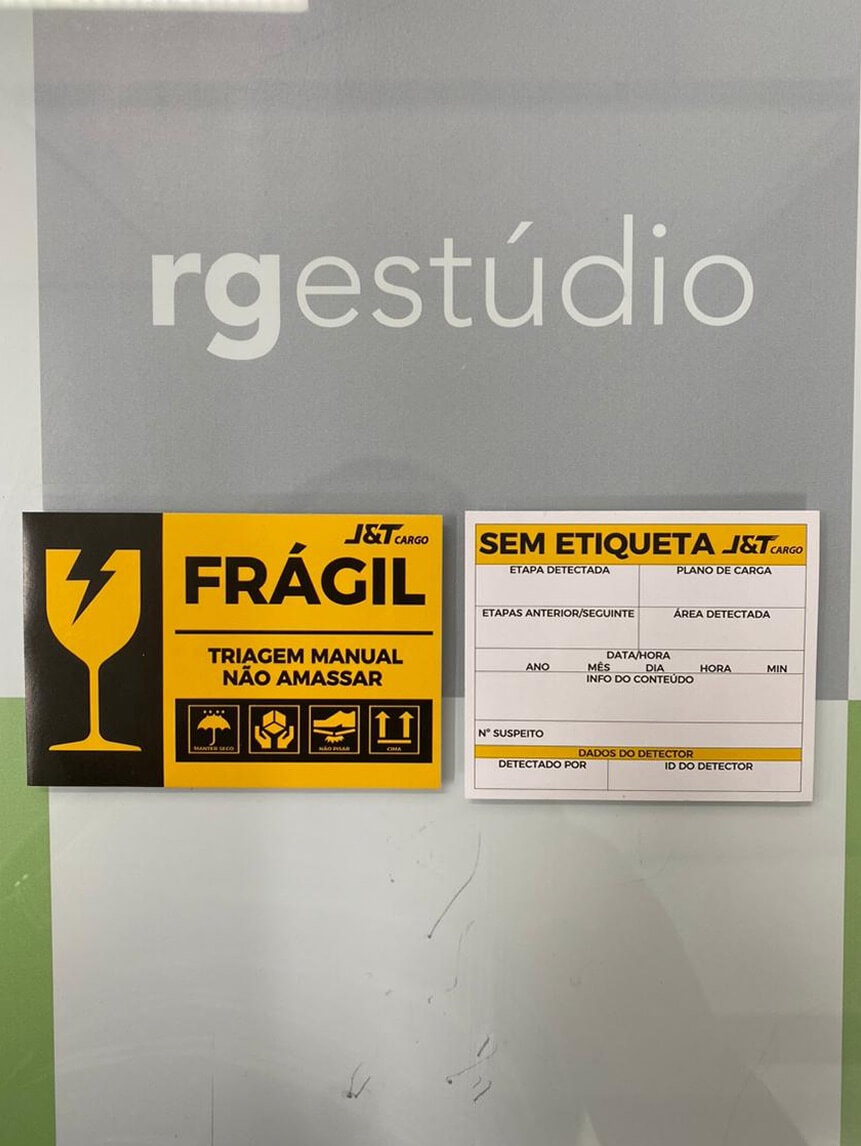 rgestúdio
J&T CARGO
FRÁGIL
TRIAGEM MANUAL
NÃO AMASSAR
MANTER SECO
NÃO PISAR
CIMA
SEM ETIQUETA J&T CARGO
ETAPA DETECTADA PLANO DE CARGA
ETAPAS ANTERIOR/SEGUINTE ÁREA DETECTADA
DATA/HORA
ANO MÊS DIA HORA MIN
INFO DO CONTEÚDO
Nº SUSPEITO
DADOS DO DETECTOR
DETECTADO POR ID DO DETECTOR